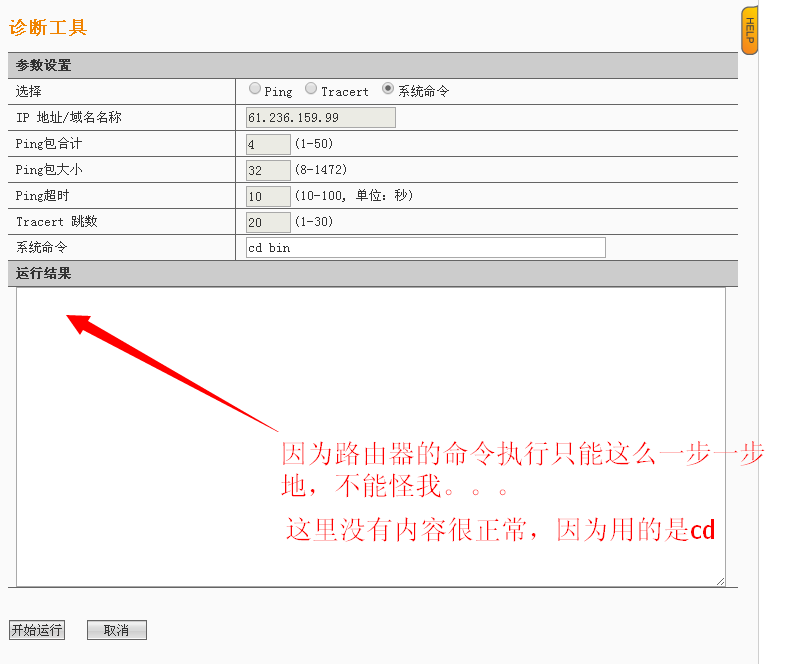 诊断工具
HELP
参数设置
选择 Ping Tracert 系统命令
IP 地址/域名名称 61.236.159.99
Ping包合计 4 (1-50)
Ping包大小 32 (8-1472)
Ping超时 10 (10-100, 单位: 秒)
Tracert 跳数 20 (1-30)
系统命令 cd bin
运行结果
因为路由器的命令执行只能这么一步一步
地，不能怪我。。。
这里没有内容很正常，因为用的是cd
开始运行 取消